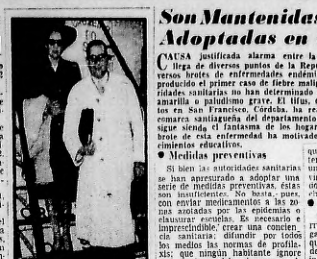 Son Mantenidas
Adoptadas en
CAUSA justificada alarma entre la
llega de diversos puntos de la Repú
versos brotes de enfermedades endémi
producido el primer caso de fiebre malig
ridades sanitarias no han determinado
amarilla o paludismo grave. El tifus,
tos en San Francisco, Córdoba, ha re
comarca santiagueña del departamento
sigue siendo el fantasma de los hogar
brote de esta enfermedad ha motivado
cimientos educativos.
• Medidas preventivas
Si bien las autoridades sanitarias
se han apresurado a adoptar una
serie de medidas preventivas, éstas
son insuficientes. No basta, pues,
con enviar medicamentos a las zo-
nas azotadas por las epidemias o
clausurar escuelas. Es necesario e
imprescindible, crear una concien-
cia sanitaria; difundir por todos
los medios las normas de profila-
xis; que ningún habitante ignore